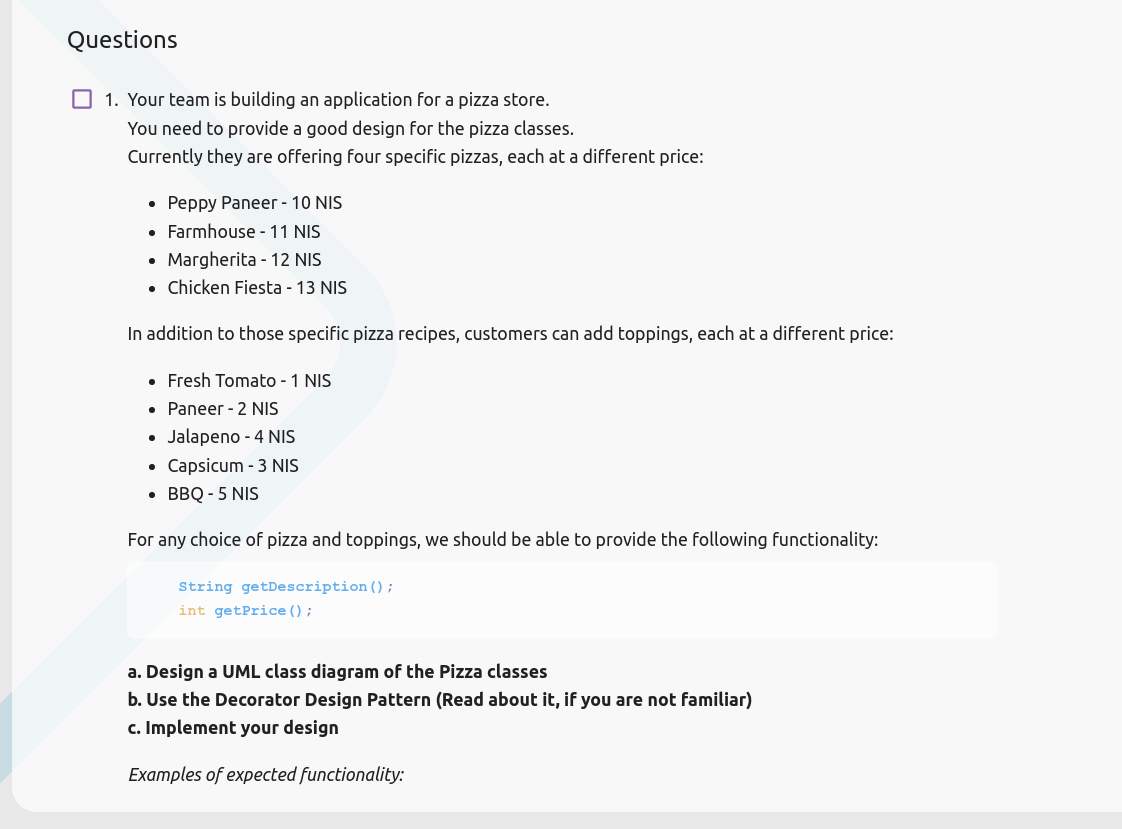 Questions
1. Your team is building an application for a pizza store.
You need to provide a good design for the pizza classes.
Currently they are offering four specific pizzas, each at a different price:
• Peppy Paneer - 10 NIS
• Farmhouse - 11 NIS
• Margherita - 12 NIS
• Chicken Fiesta - 13 NIS
In addition to those specific pizza recipes, customers can add toppings, each at a different price:
• Fresh Tomato - 1 NIS
• Paneer - 2 NIS
• Jalapeno - 4 NIS
• Capsicum - 3 NIS
• BBQ - 5 NIS
For any choice of pizza and toppings, we should be able to provide the following functionality:
String getDescription();
int getPrice();
a. Design a UML class diagram of the Pizza classes
b. Use the Decorator Design Pattern (Read about it, if you are not familiar)
c. Implement your design
Examples of expected functionality: